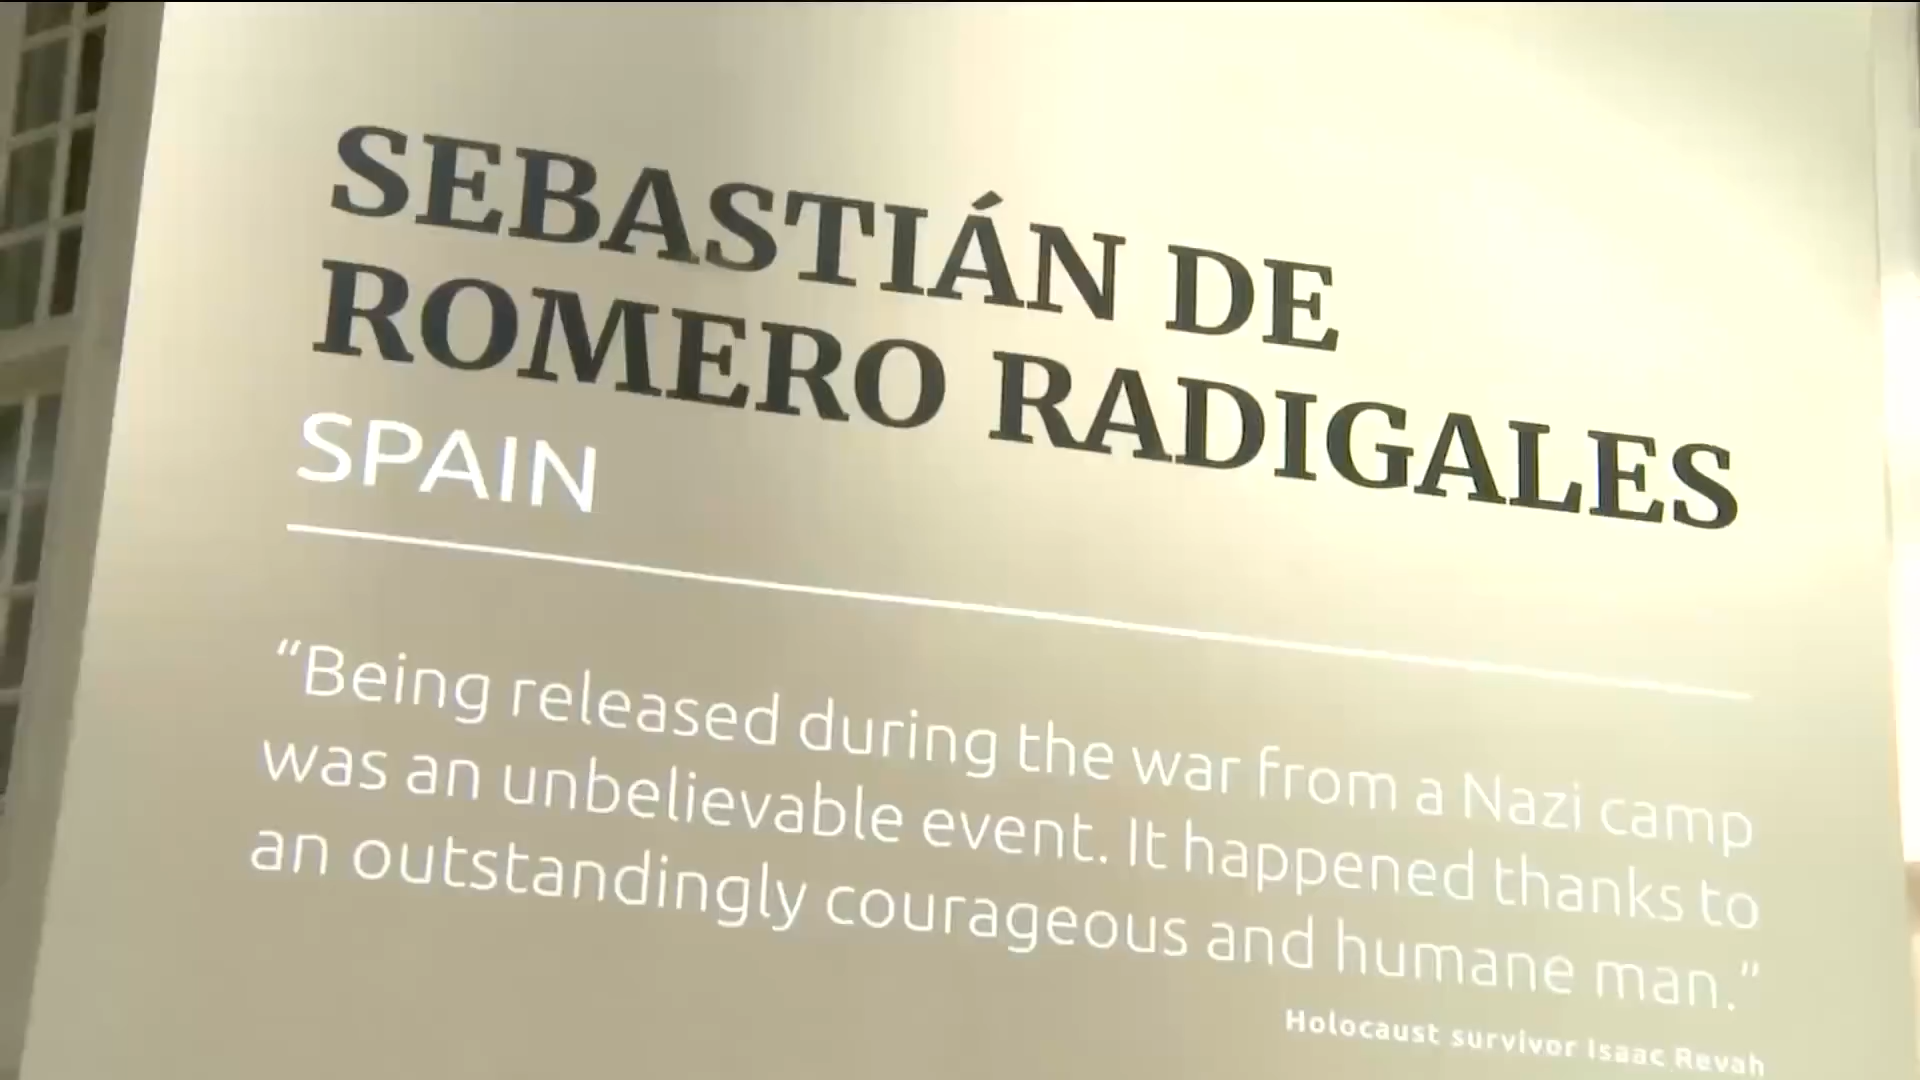 SEBASTIÁN DE
ROMERO RADIGALES
SPAIN
“Being released during the war from a Nazi camp
was an unbelievable event. It happened thanks to
an outstandingly courageous and humane man.”
Holocaust survivor Isaac Revah